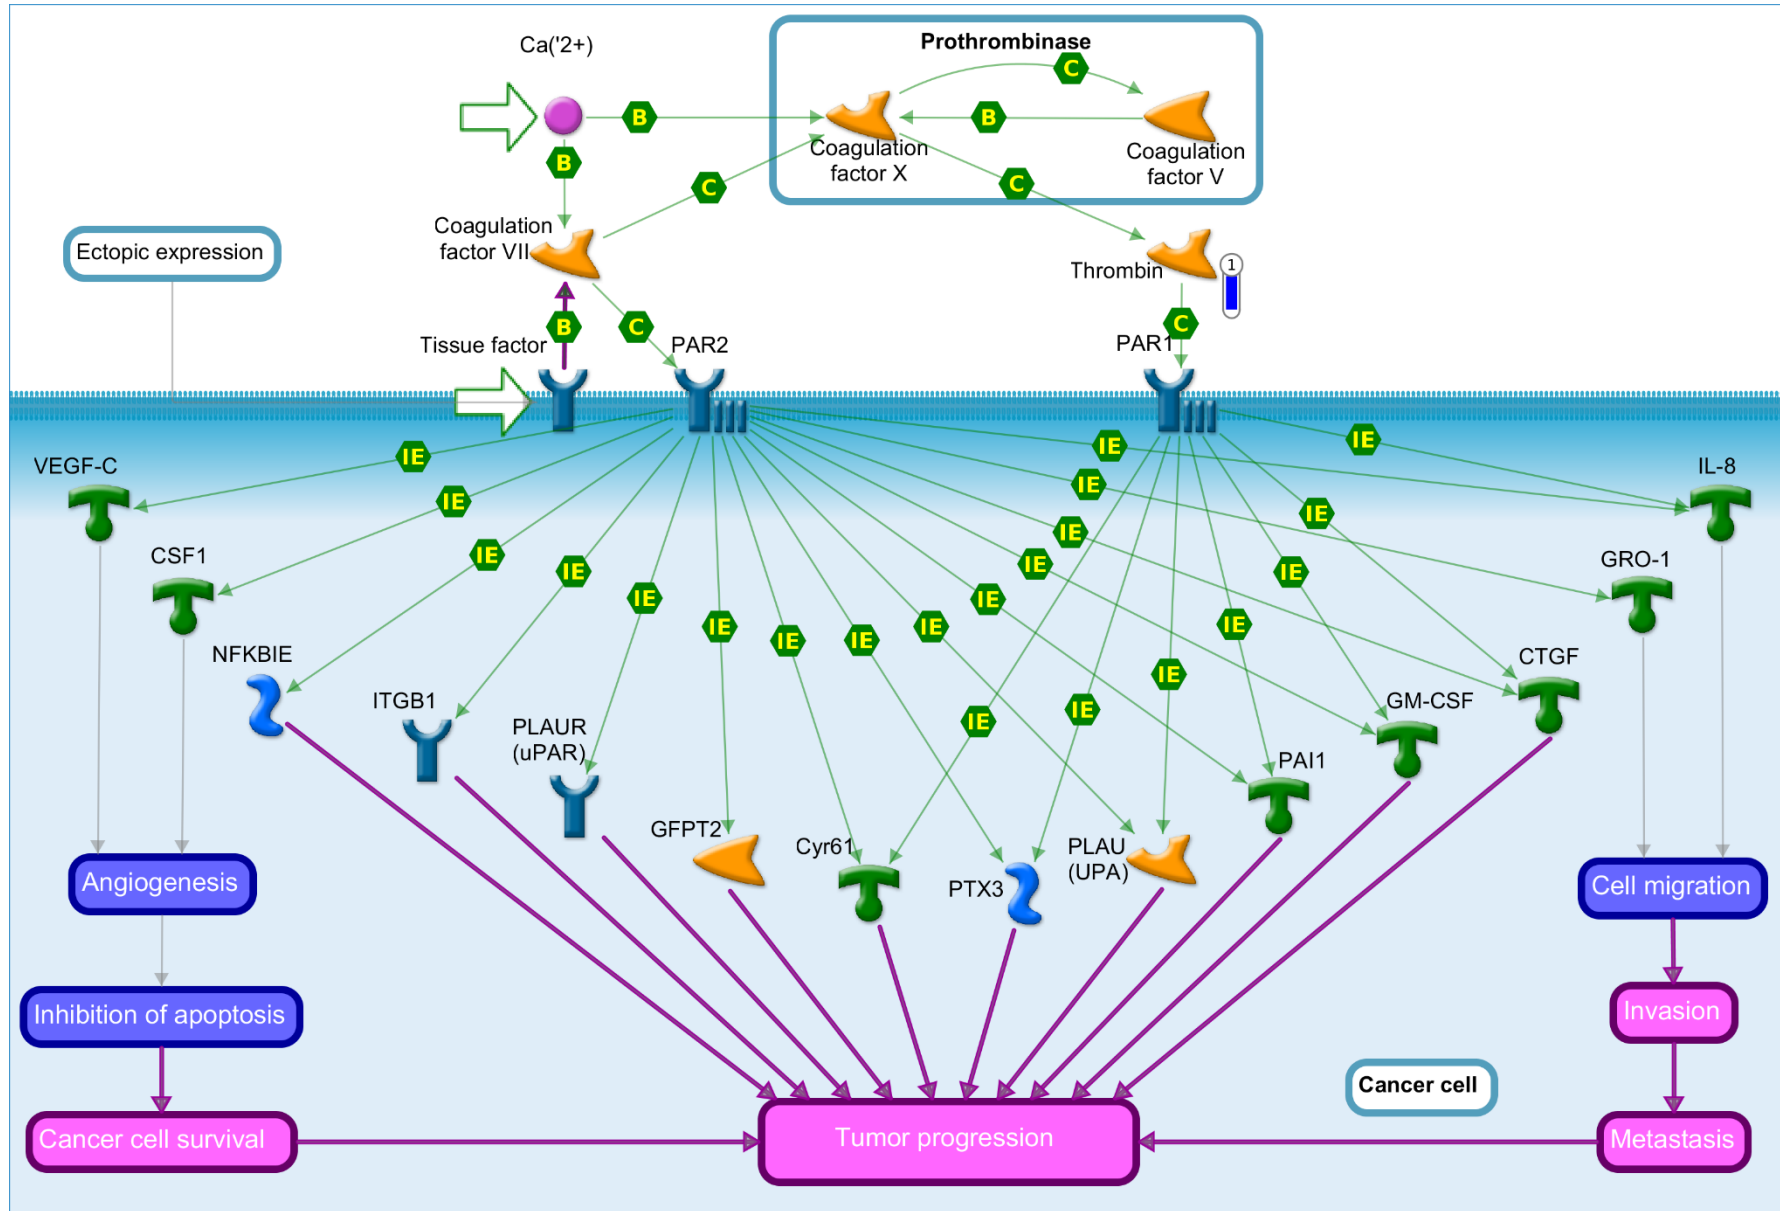 Ca('2+)
Prothrombinase
C
B
B
Coagulation
factor X
Coagulation
factor V
B
C
C
Coagulation
factor VII
Ectopic expression
Thrombin
1
B
C
C
Tissue factor
PAR2
PAR1
IE
IE
IE
VEGF-C
IL-8
IE
IE
IE
CSF1
IE
IE
IE
IE
IE
GRO-1
IE
IE
IE
IE
IE
IE
IE
IE
NFKBIE
CTGF
IE
ITGB1
GM-CSF
IE
IE
PLAUR
(uPAR)
PAI1
GFPT2
Cyr61
PLAU
(UPA)
PTX3
Angiogenesis
Cell migration
Inhibition of apoptosis
Invasion
Cancer cell
Cancer cell survival
Tumor progression
Metastasis